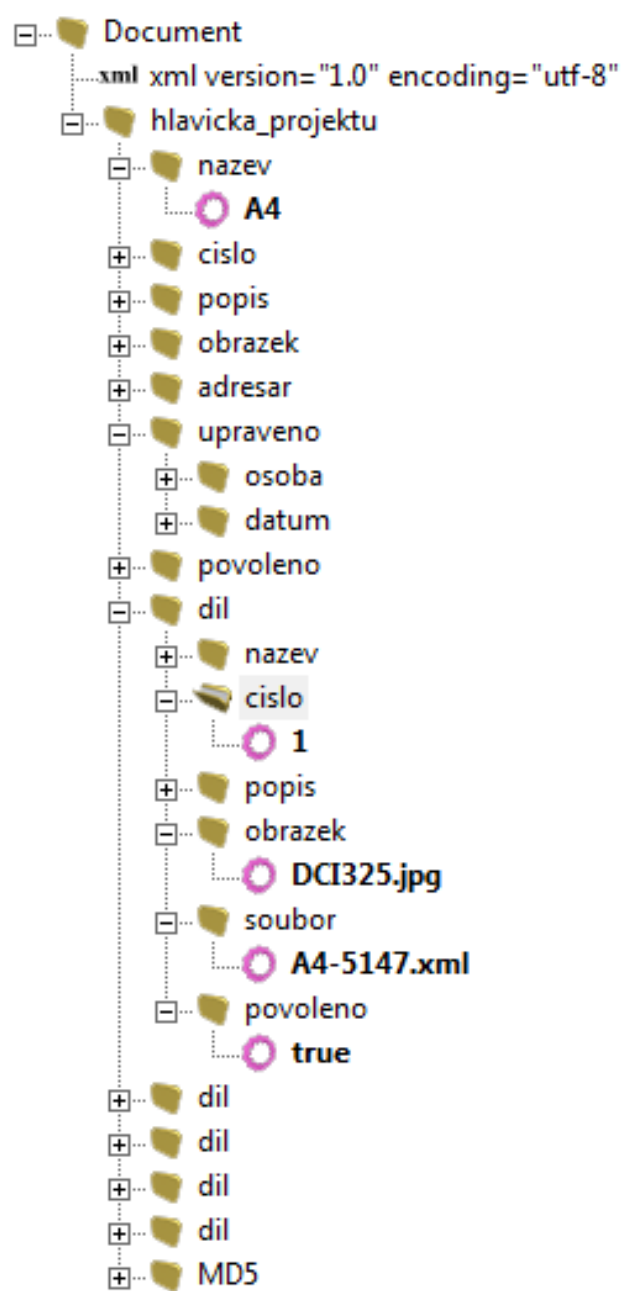 Document
xml xml version="1.0" encoding="utf-8"
hlavicka_projektu
nazev
A4
cislo
popis
obrazek
adresar
upraveno
osoba
datum
povoleno
dil
nazev
cislo
1
popis
obrazek
DCI325.jpg
soubor
A4-5147.xml
povoleno
true
dil
dil
dil
dil
MD5